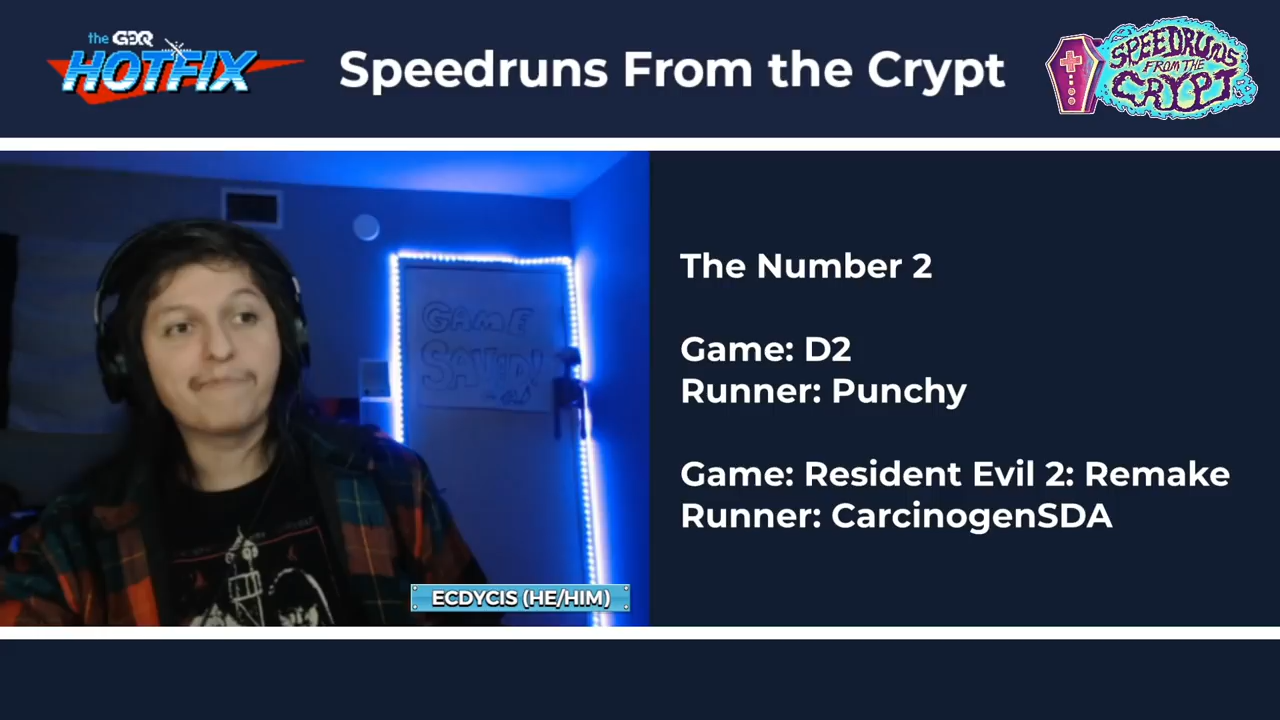 the GDQ
HOTFIX
Speedruns From the Crypt
SPEEDRUNS
FROM THE
CRYPT
The Number 2
Game: D2
Runner: Punchy
Game: Resident Evil 2: Remake
Runner: CarcinogenSDA
GAME
SAVED!
ECDYCIS (HE/HIM)